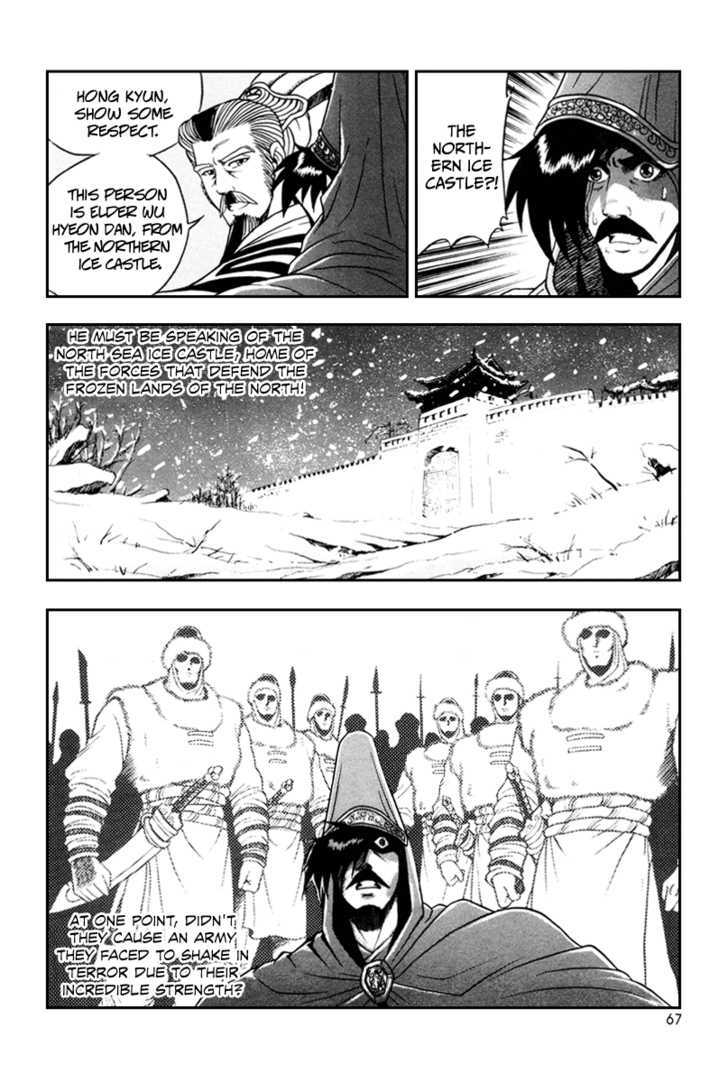 HONG KYUN,
SHOW SOME
RESPECT.
THIS PERSON
IS ELDER WU
HYEON DAN, FROM
THE NORTHERN
ICE CASTLE.
THE
NORTH-
ERN ICE
CASTLE?!
HE MUST BE SPEAKING OF THE
NORTH SEA ICE CASTLE, HOME OF
THE FORCES THAT DEFEND THE
FROZEN LANDS OF THE NORTH!
AT ONE POINT, DIDN'T
THEY CAUSE AN ARMY
THEY FACED TO SHAKE IN
TERROR DUE TO THEIR
INCREDIBLE STRENGTH?
67